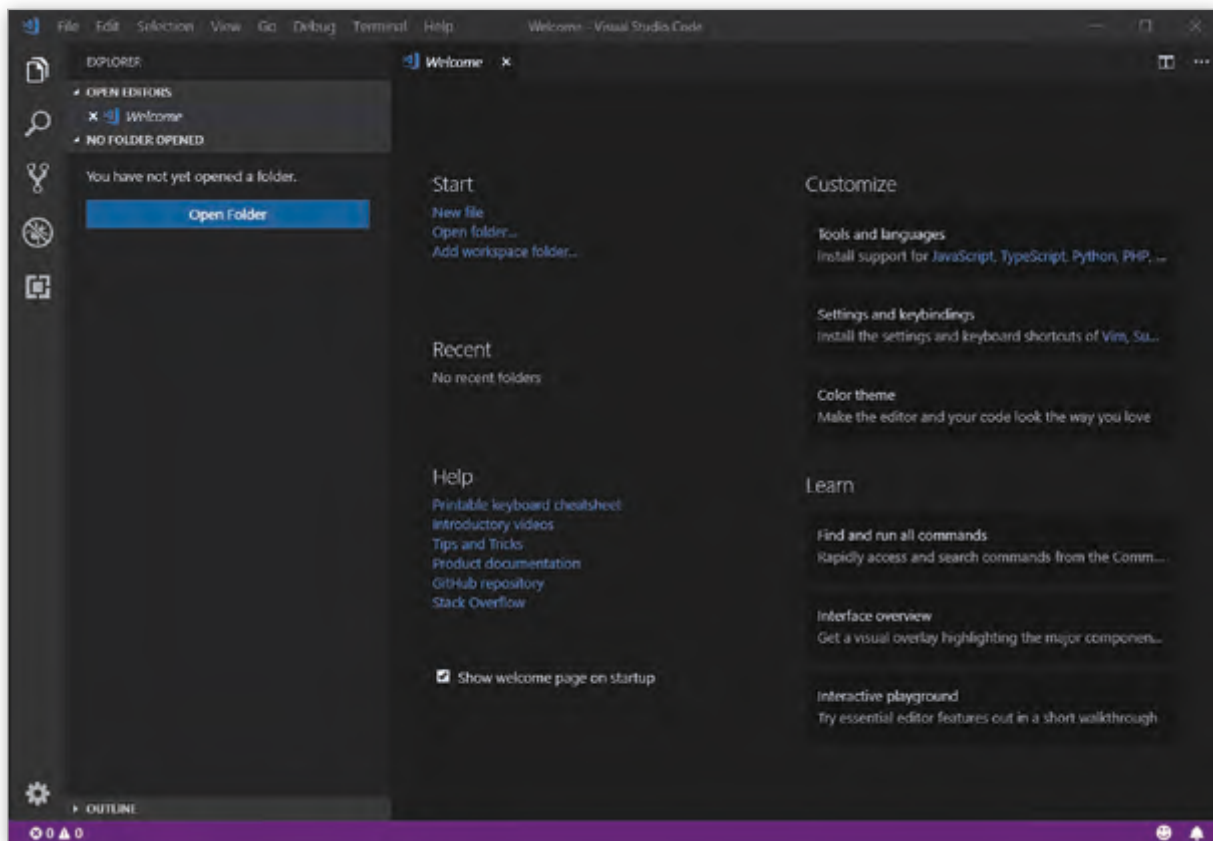 File Edit Selection View Go Debug Terminal Help Welcome - Visual Studio Code
EXPLORER
OPEN EDITORS
Welcome
NO FOLDER OPENED
You have not yet opened a folder.
Open Folder
OUTLINE
Welcome
Start
New file
Open folder...
Add workspace folder...
Recent
No recent folders
Help
Printable keyboard cheatsheet
Introductory videos
Tips and Tricks
Product documentation
GitHub repository
Stack Overflow
Show welcome page on startup
Customize
Tools and languages
Install support for JavaScript, TypeScript, Python, PHP, ...
Settings and keybindings
Install the settings and keyboard shortcuts of Vim, Su...
Color theme
Make the editor and your code look the way you love
Learn
Find and run all commands
Rapidly access and search commands from the Comm...
Interface overview
Get a visual overlay highlighting the major componen...
Interactive playground
Try essential editor features out in a short walkthrough
0 0